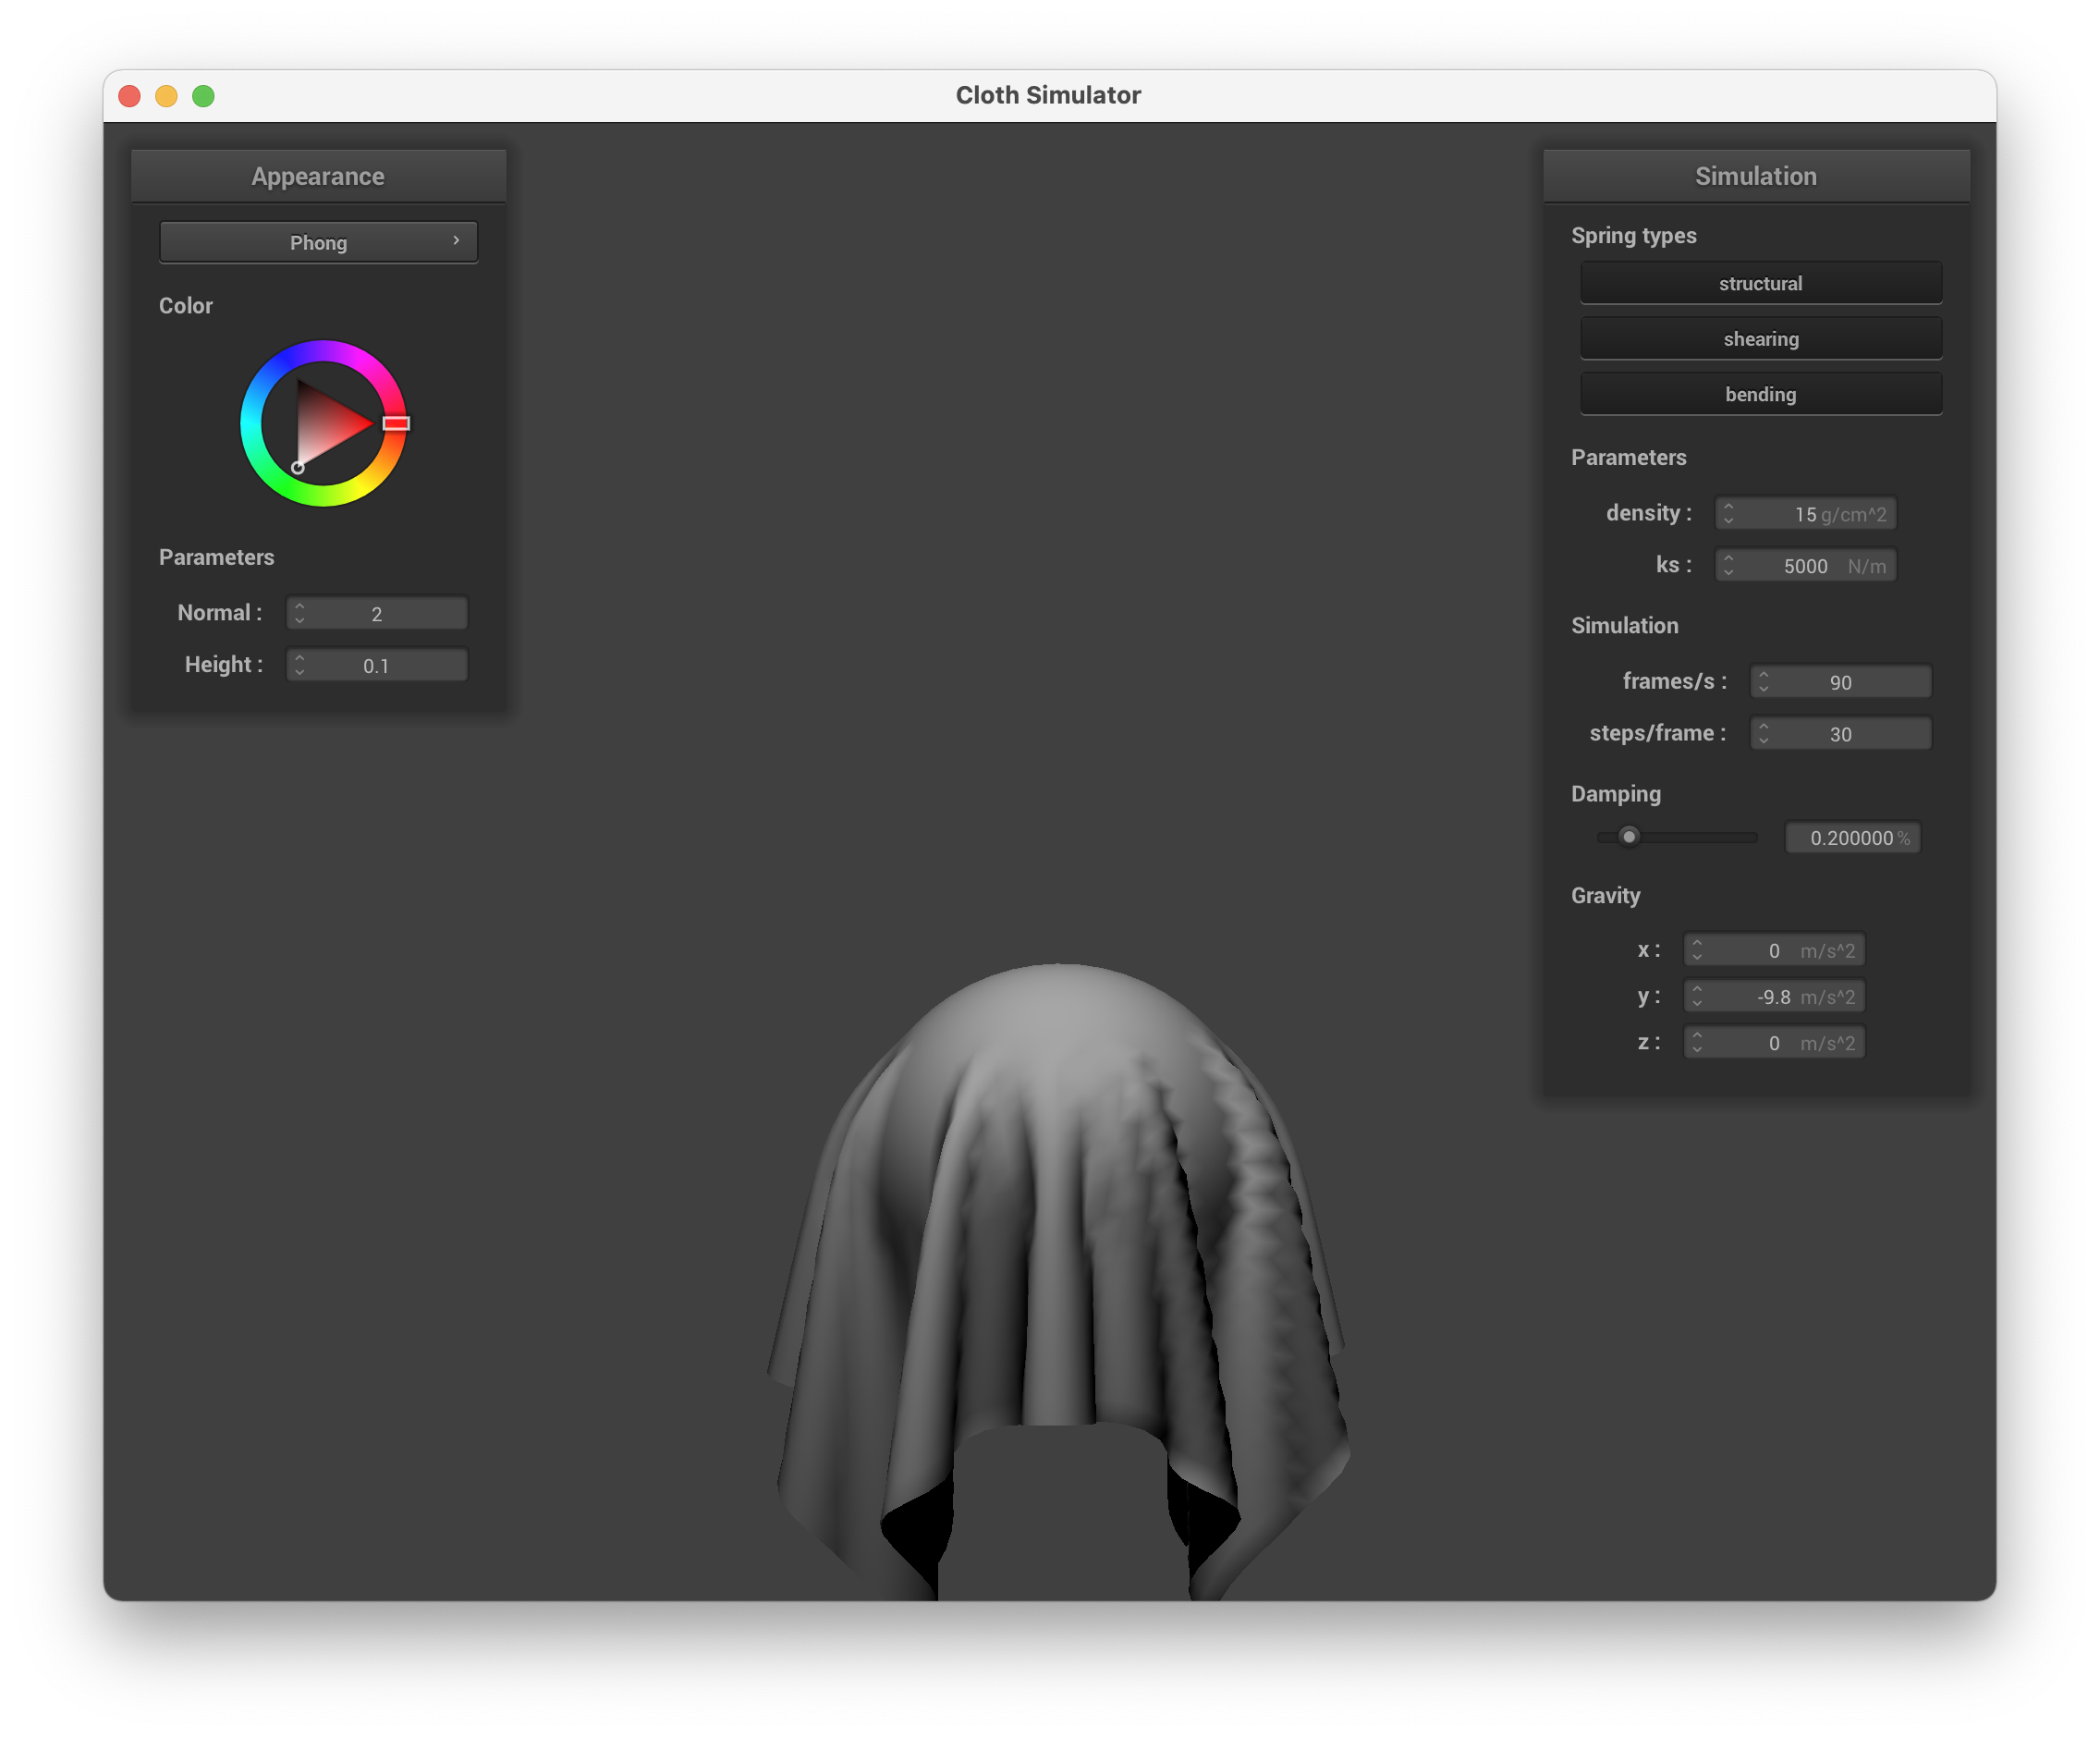 Cloth Simulator
Appearance
Phong
Color
Parameters
Normal : 2
Height : 0.1
Simulation
Spring types
structural
shearing
bending
Parameters
density : 15 g/cm^2
ks : 5000 N/m
Simulation
frames/s : 90
steps/frame : 30
Damping
0.200000 %
Gravity
x : 0 m/s^2
y : -9.8 m/s^2
z : 0 m/s^2